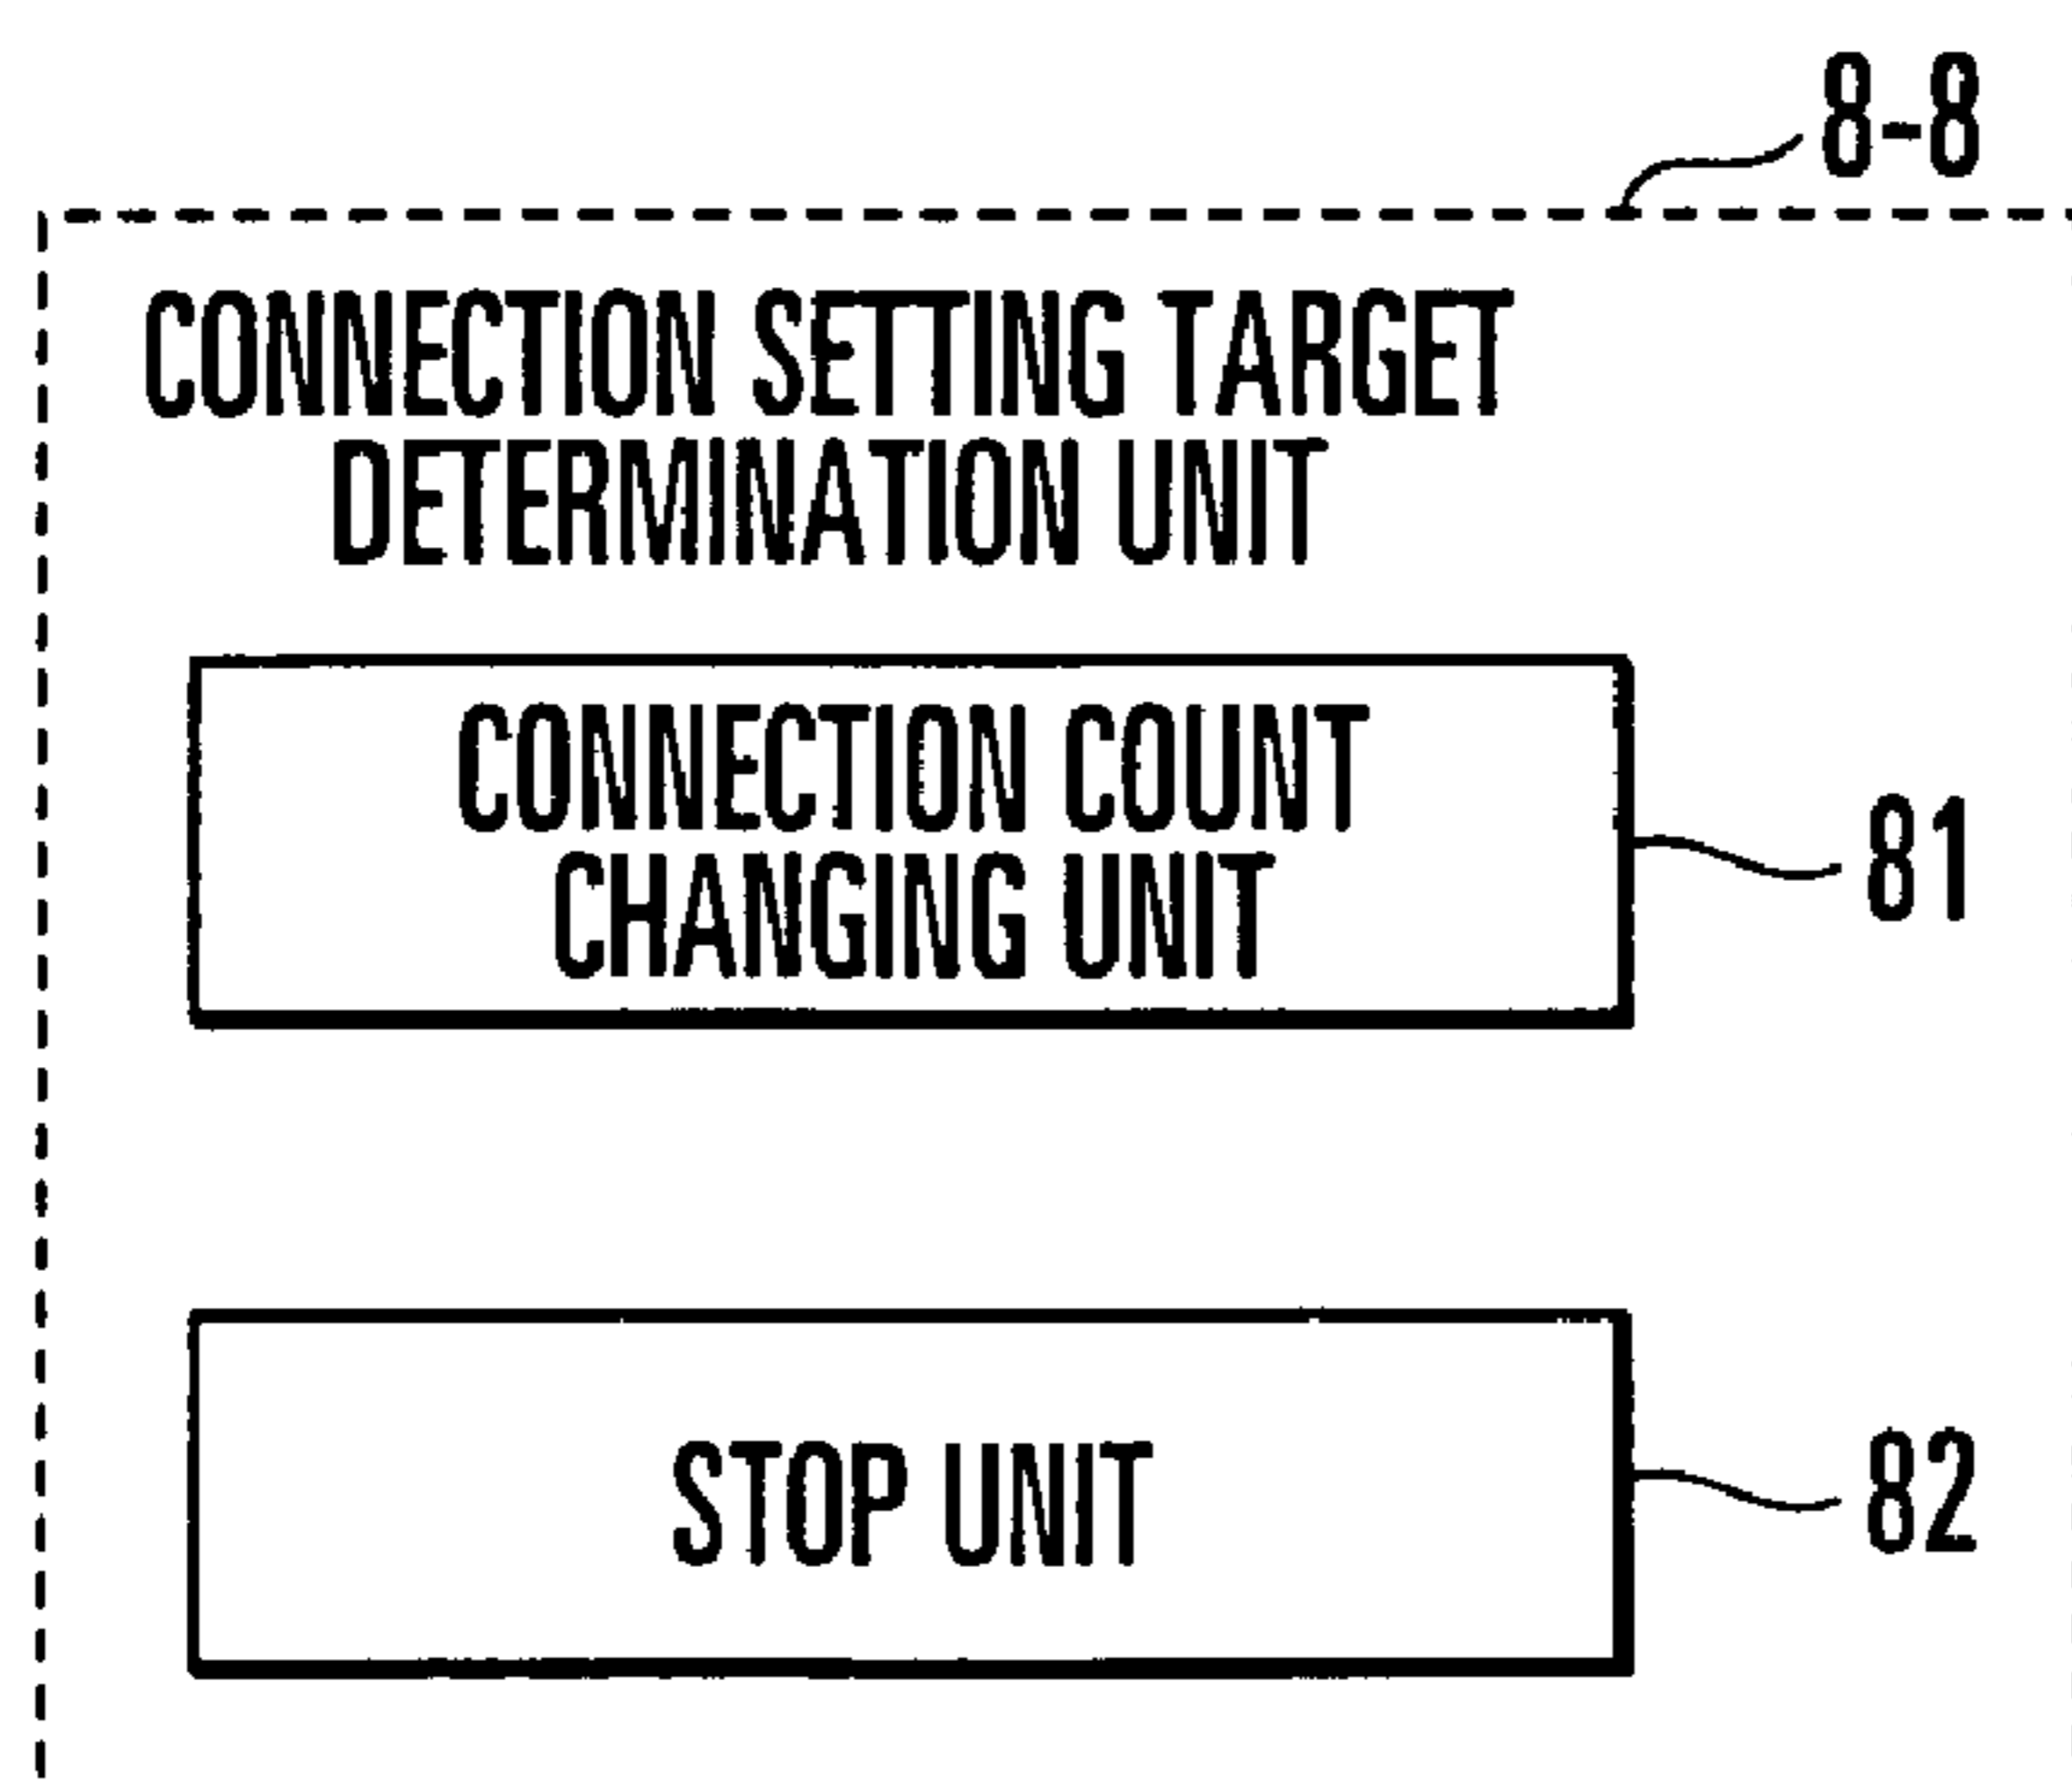 8-8
CONNECTION SETTING TARGET
DETERMINATION UNIT
CONNECTION COUNT
CHANGING UNIT
81
STOP UNIT
82